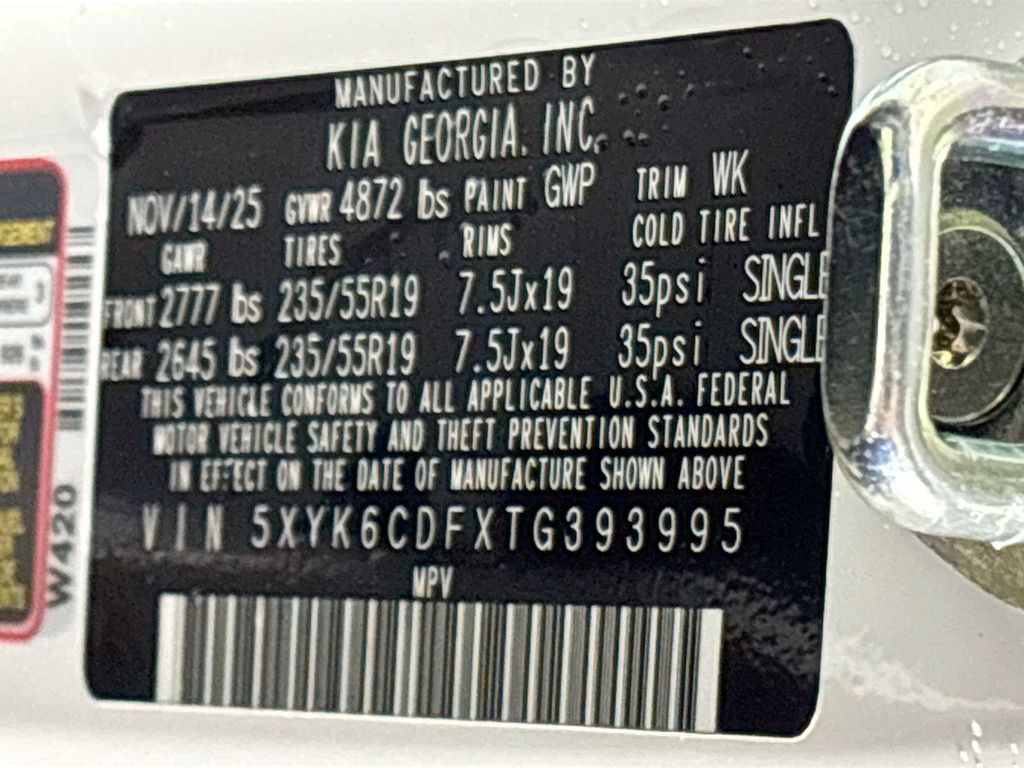 MANUFACTURED BY
KIA GEORGIA, INC.
NOV/14/25 GVWR 4872 lbs PAINT GWP TRIM WK
GAWR TIRES RIMS COLD TIRE INFL
FRONT 2777 lbs 235/55R19 7.5Jx19 35psi SINGLE
REAR 2645 lbs 235/55R19 7.5Jx19 35psi SINGLE
THIS VEHICLE CONFORMS TO ALL APPLICABLE U.S.A. FEDERAL
MOTOR VEHICLE SAFETY AND THEFT PREVENTION STANDARDS
IN EFFECT ON THE DATE OF MANUFACTURE SHOWN ABOVE
VIN 5XYK6CDFXTG393995
MPV
W420